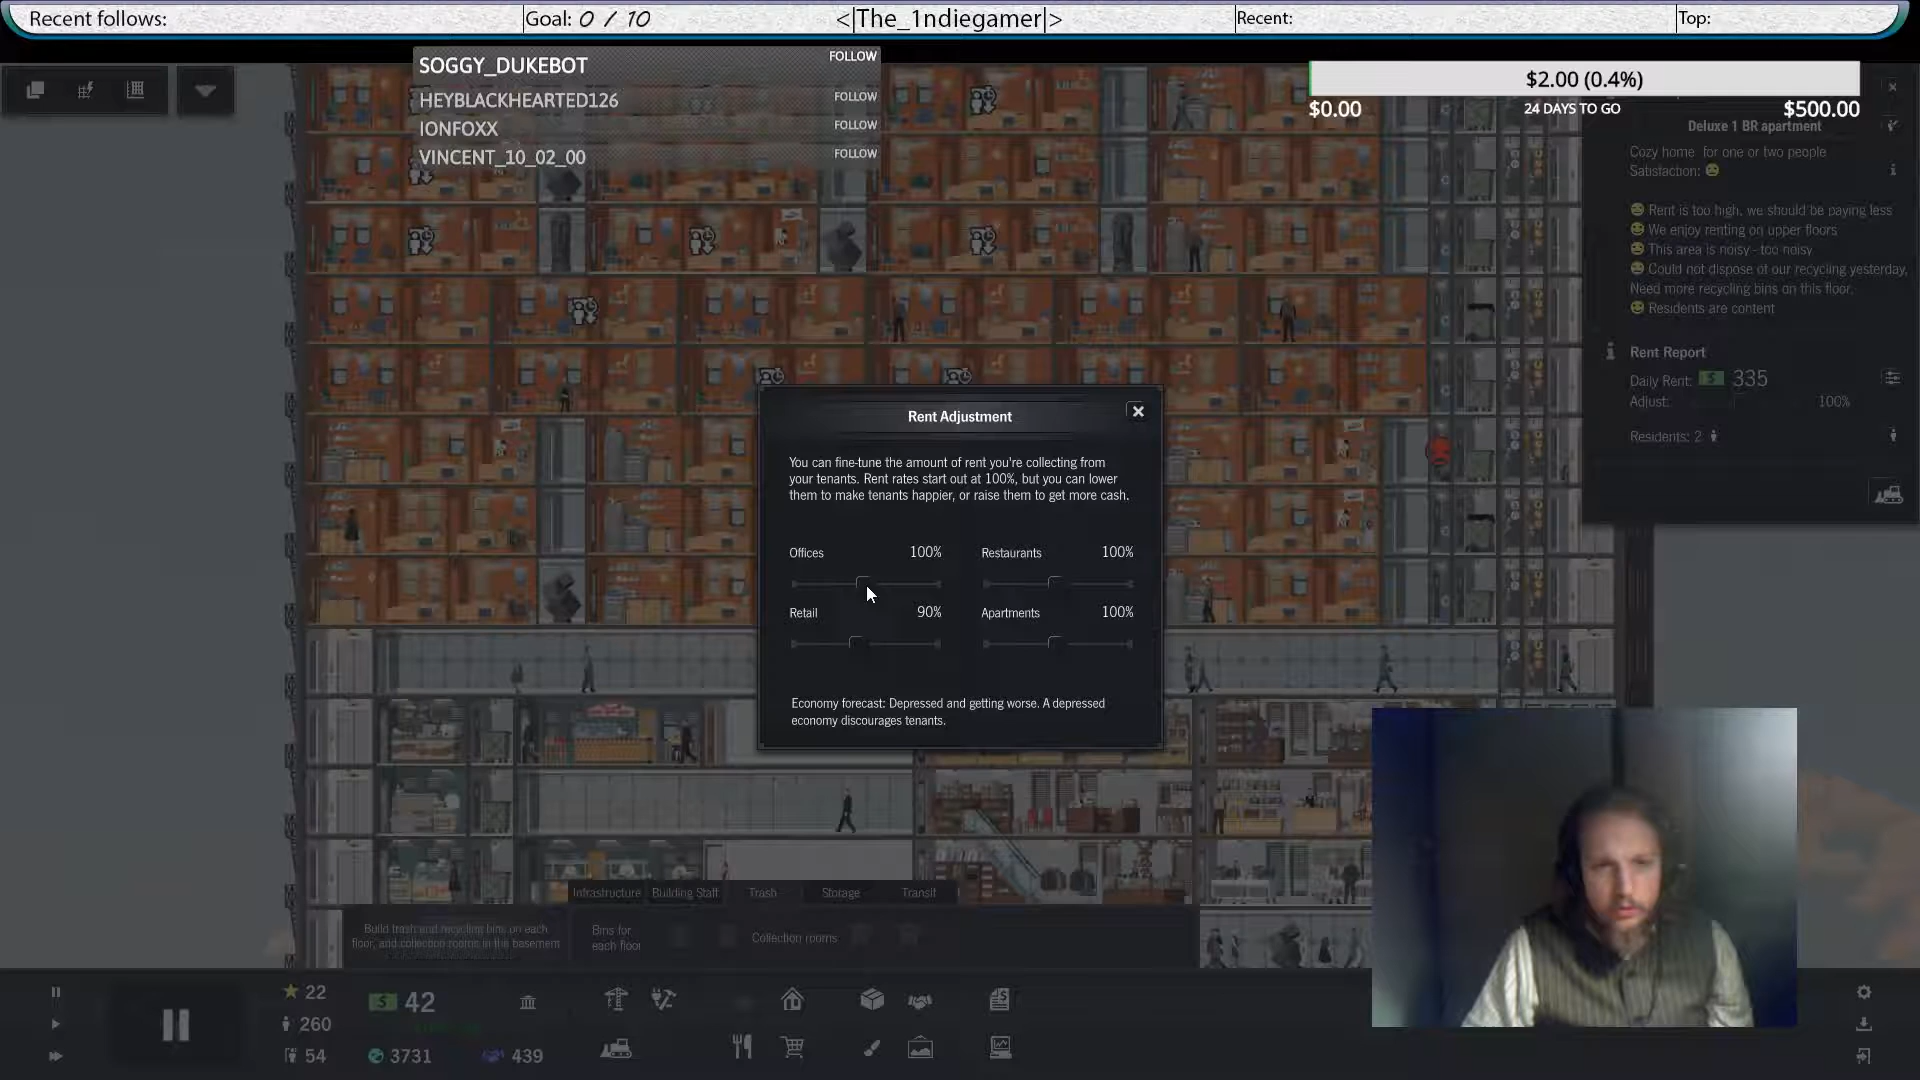 Recent follows:
Goal: 0 / 10
<|The_1ndiegamer|>
Recent:
Top:
SOGGY_DUKEBOT FOLLOW
HEYBLACKHEARTED126 FOLLOW
IONFOXX FOLLOW
VINCENT_10_02_00 FOLLOW
$2.00 (0.4%)
$0.00 24 DAYS TO GO $500.00
Deluxe 1 BR apartment
Cozy home for one or two people
Satisfaction:
Rent is too high, we should be paying less
We enjoy renting on upper floors
This area is noisy - too noisy
Could not dispose of our recycling yesterday,
Need more recycling bins on this floor.
Residents are content
Rent Report
Daily Rent: $ 335
Adjust: 100%
Residents: 2
Rent Adjustment
You can fine-tune the amount of rent you're collecting from
your tenants. Rent rates start out at 100%, but you can lower
them to make tenants happier, or raise them to get more cash.
Offices 100% Restaurants 100%
Retail 90% Apartments 100%
Economy forecast: Depressed and getting worse. A depressed
economy discourages tenants.
Infrastructure Building Staff Trash Storage Transit
Build trash and recycling bins on each
floor, and collection rooms in the basement
Bins for
each floor
Collection rooms
22
$ 42
260
54
3731
439